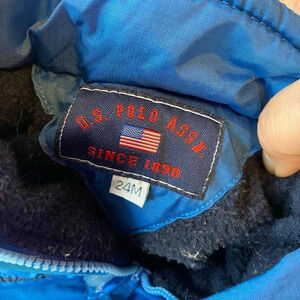 U.S. POLO ASSN.
SINCE 1890
24M